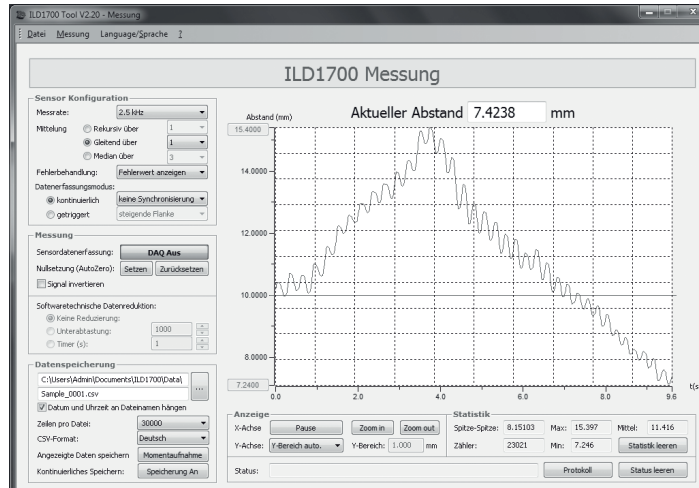 ILD1700 Tool V2.20 - Messung
Datei Messung Language/Sprache ?
ILD1700 Messung
Sensor Konfiguration
Messrate: 2.5 kHz
Mittelung Rekursiv über 1
Gleitend über 1
Median über 3
Fehlerbehandlung: Fehlerwert anzeigen
Datenerfassungsmodus:
kontinuierlich keine Synchronisierung
getriggert steigende Flanke
Messung
Sensordatenerfassung: DAQ Aus
Nullsetzung (AutoZero): Setzen Zurücksetzen
Signal invertieren
Softwaretechnische Datenreduktion:
Keine Reduzierung:
Unterabtastung: 1000
Timer (s): 1
Datenspeicherung
C:\Users\Admin\Documents\ILD1700\Data\
...
Sample_0001.csv
Datum und Uhrzeit an Dateinamen hängen
Zeilen pro Datei: 30000
CSV-Format: Deutsch
Angezeigte Daten speichern Momentaufnahme
Kontinuierliches Speichern: Speicherung An
Abstand (mm)
Aktueller Abstand 7.4238 mm
15.4000
14.0000
12.0000
10.0000
8.0000
7.2400
0.0 2.0 4.0 6.0 8.0 9.6
t(s
Anzeige
X-Achse Pause Zoom in Zoom out
Y-Achse: Y-Bereich auto. Y-Bereich: 1.000 mm
Statistik
Spitze-Spitze: 8.15103 Max: 15.397 Mittel: 11.416
Zähler: 23021 Min: 7.246 Statistik leeren
Status: Protokoll Status leeren